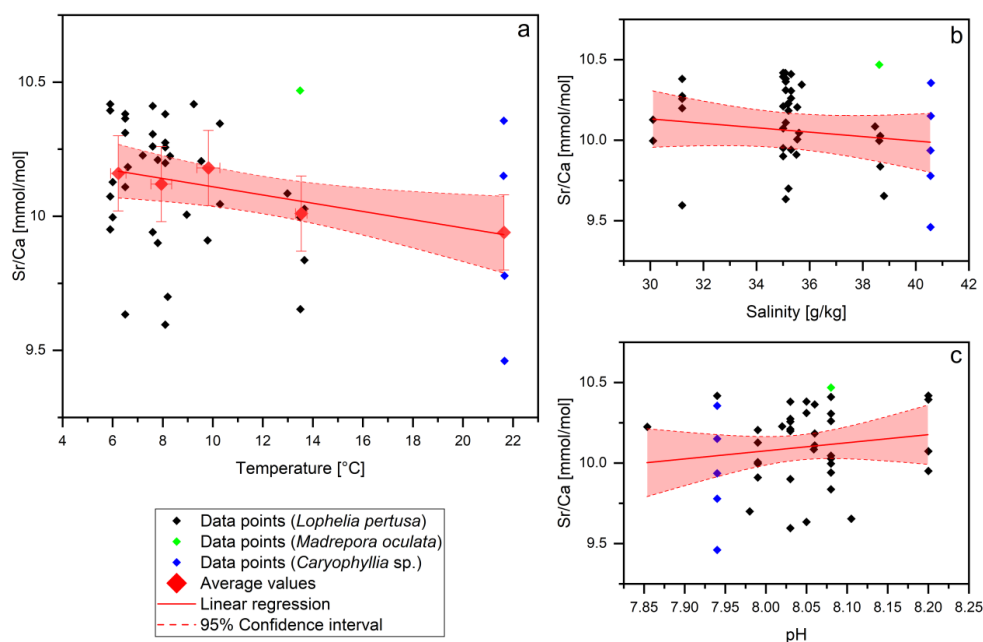 a
Sr/Ca [mmol/mol]
10.5
10.0
9.5
4 6 8 10 12 14 16 18 20 22
Temperature [°C]
b
Sr/Ca [mmol/mol]
10.5
10.0
9.5
30 32 34 36 38 40 42
Salinity [g/kg]
c
Sr/Ca [mmol/mol]
10.5
10.0
9.5
7.85 7.90 7.95 8.00 8.05 8.10 8.15 8.20 8.25
pH
Data points (Lophelia pertusa)
Data points (Madrepora oculata)
Data points (Caryophyllia sp.)
Average values
Linear regression
95% Confidence interval